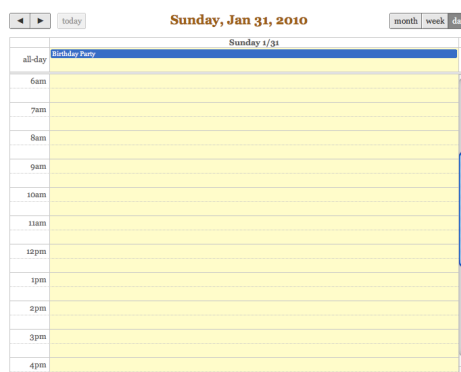 today
Sunday, Jan 31, 2010
month week da
Sunday 1/31
all-day
Birthday Party
6am
7am
8am
9am
10am
11am
12pm
1pm
2pm
3pm
4pm